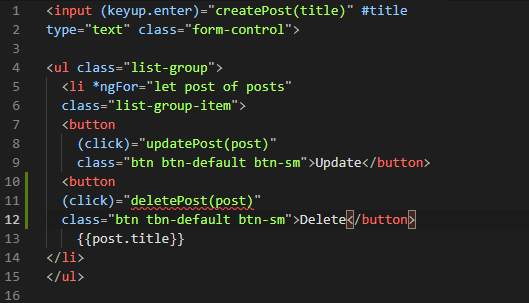 1 <input (keyup.enter)="createPost(title)" #title
2 type="text" class="form-control">
3
4 <ul class="list-group">
5 <li *ngFor="let post of posts"
6 class="list-group-item">
7 <button
8 (click)="updatePost(post)"
9 class="btn btn-default btn-sm">Update</button>
10 <button
11 (click)="deletePost(post)"
12 class="btn tbn-default btn-sm">Delete</button>
13 {{post.title}}
14 </li>
15 </ul>
16